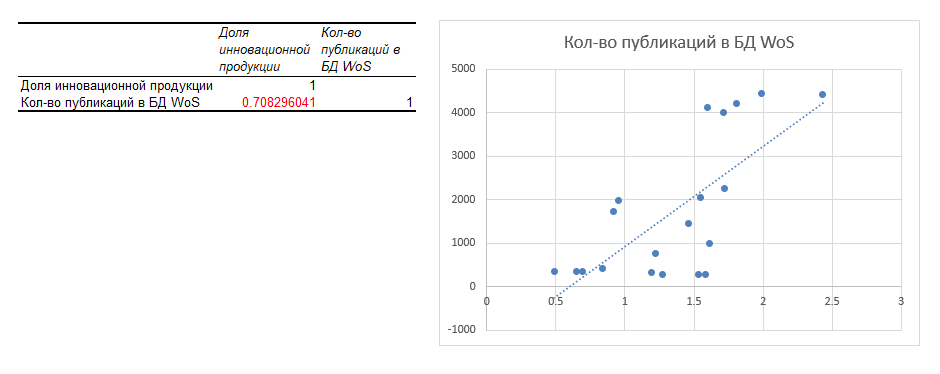 Доля
инновационной
продукции
Кол-во
публикаций в
БД WoS
Доля инновационной продукции 1
Кол-во публикаций в БД WoS 0.708296041 1
Кол-во публикаций в БД WoS
5000
4000
3000
2000
1000
0
-1000
0 0.5 1 1.5 2 2.5 3